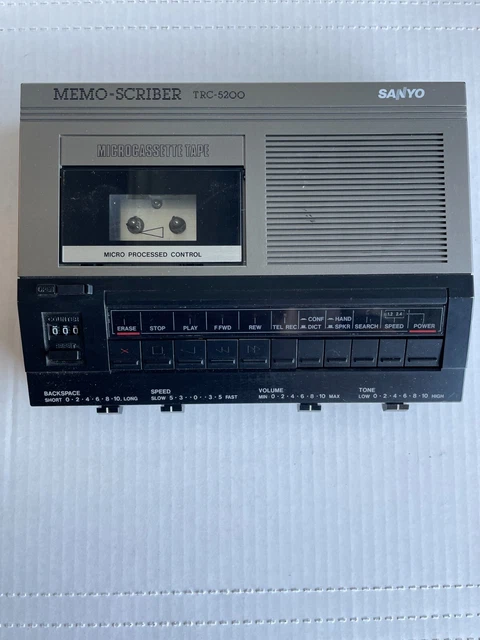 MEMO-SCRIBER TRC-5200 SANYO
MICROCASSETTE TAPE
MICRO PROCESSED CONTROL
COUNTER
000
ERASE STOP PLAY F.FWD REW TEL REC CONF DICT HAND SPKR SEARCH SPEED POWER
BACKSPACE SPEED VOLUME TONE
SHORT 0·2·4·6·8·10, LONG SLOW 5·3··0··3·5 FAST MIN 0·2·4·6·8·10 MAX LOW 0·2·4·6·8·10 HIGH